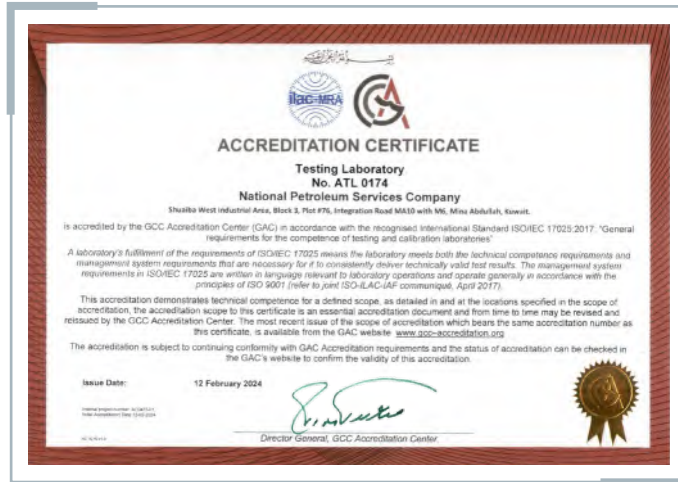 ilac-MRA
ACCREDITATION CERTIFICATE
Testing Laboratory
No. ATL 0174
National Petroleum Services Company
Shuaiba West Industrial Area, Block 3, Plot #76, Integration Road MA10 with M6, Mina Abdullah, Kuwait.
is accredited by the GCC Accreditation Center (GAC) in accordance with the recognised International Standard ISO/IEC 17025:2017. "General
requirements for the competence of testing and calibration laboratories"
A laboratory's fulfillment of the requirements of ISO/IEC 17025 means the laboratory meets both the technical competence requirements and
management system requirements that are necessary for it to consistently deliver technically valid test results. The management system
requirements in ISO/IEC 17025 are written in language relevant to laboratory operations and operate generally in accordance with the
principles of ISO 9001 (refer to joint ISO-ILAC-IAF communiqué, April 2017).
This accreditation demonstrates technical competence for a defined scope, as detailed in and at the locations specified in the scope of
accreditation, the accreditation scope to this certificate is an essential accreditation document and from time to time may be revised and
reissued by the GCC Accreditation Center. The most recent issue of the scope of accreditation which bears the same accreditation number as
this certificate, is available from the GAC website www.gcc-accreditation.org
The accreditation is subject to continuing conformity with GAC Accreditation requirements and the status of accreditation can be checked in
the GAC's website to confirm the validity of this accreditation.
Issue Date: 12 February 2024
Director General, GCC Accreditation Center